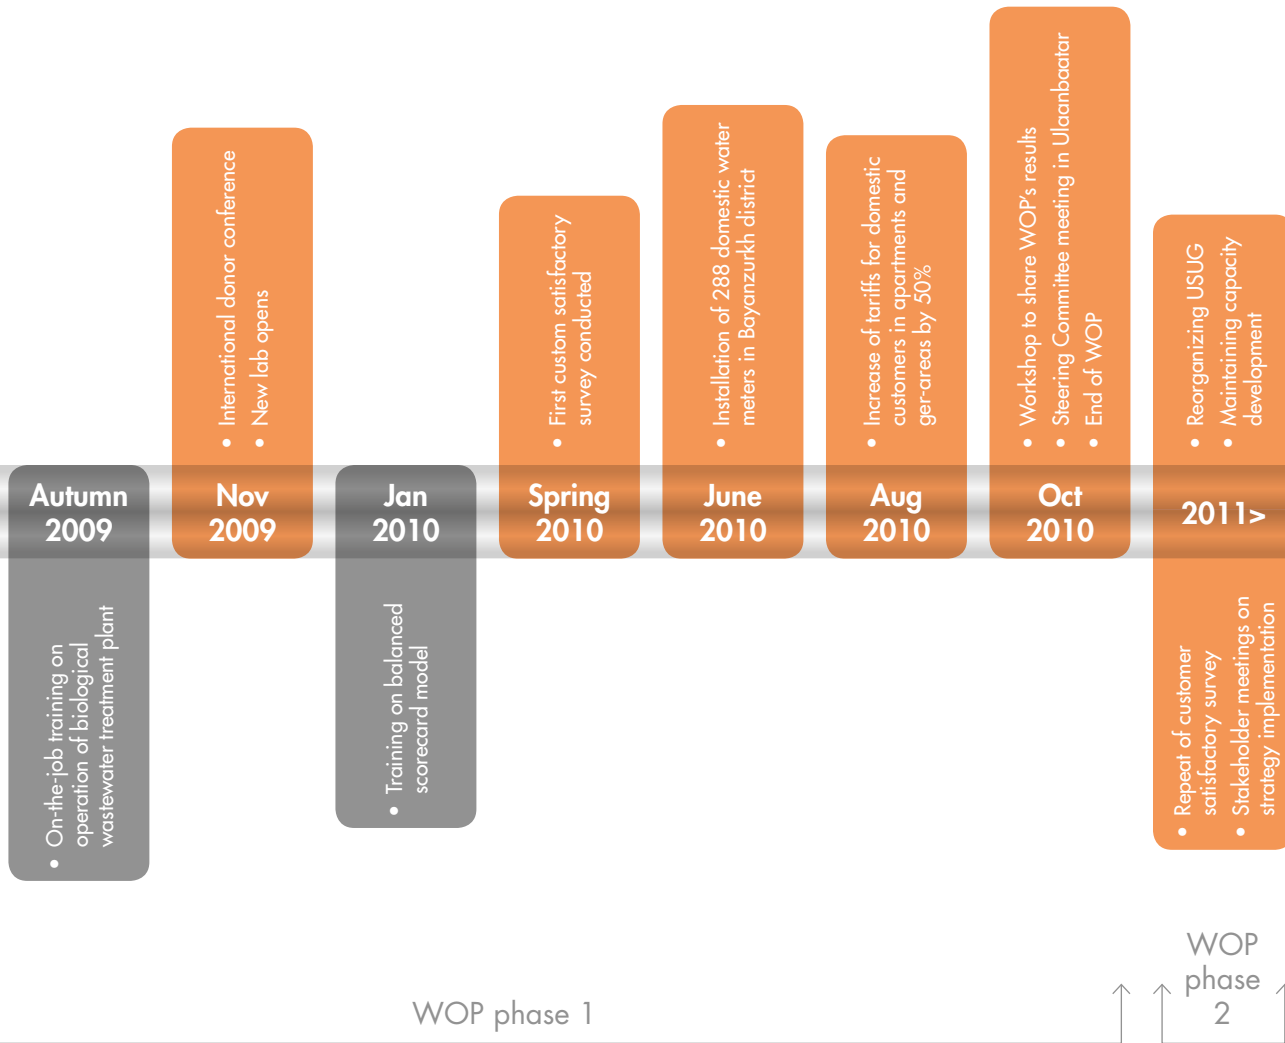 Autumn
2009
• On-the-job training on
operation of biological
wastewater treatment plant
Nov
2009
• International donor conference
• New lab opens
Jan
2010
• Training on balanced
scorecard model
Spring
2010
• First custom satisfactory
survey conducted
June
2010
• Installation of 288 domestic water
meters in Bayanzurkh district
Aug
2010
• Increase of tariffs for domestic
customers in apartments and
ger-areas by 50%
Oct
2010
• Workshop to share WOP's results
• Steering Committee meeting in Ulaanbaatar
• End of WOP
2011>
• Reorganizing USUG
• Maintaining capacity
development
• Repeat of customer
satisfactory survey
• Stakeholder meetings on
strategy implementation
WOP phase 1
WOP
phase
2